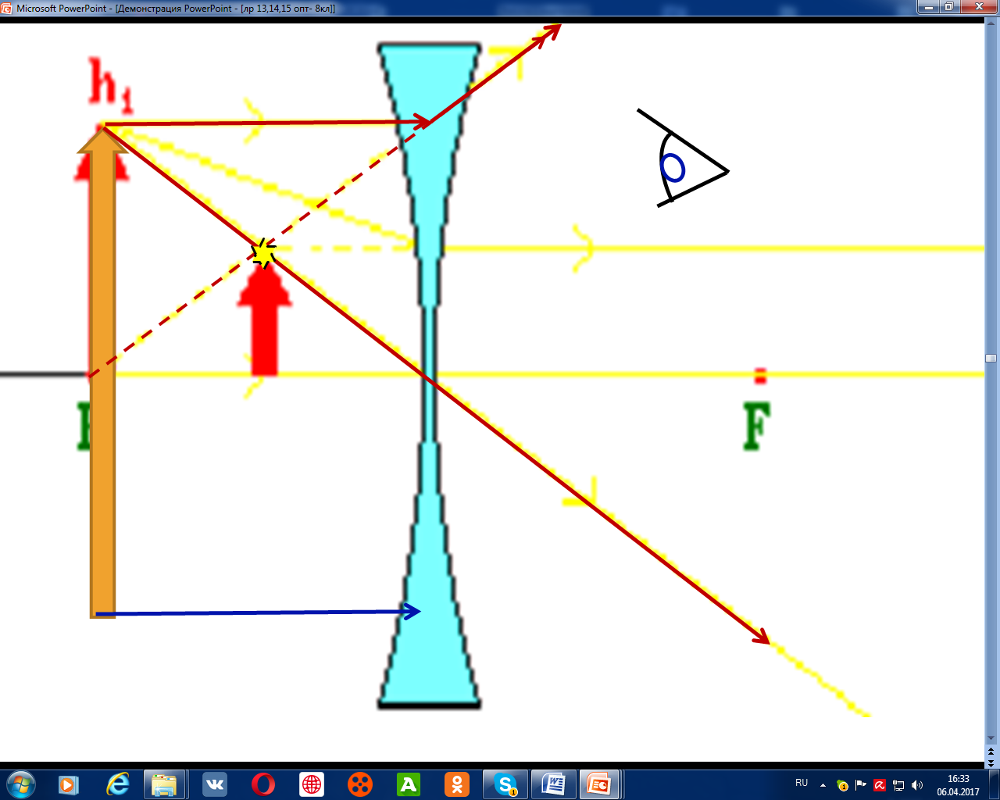 Microsoft PowerPoint - [Демонстрация PowerPoint - [лр 13,14,15 опт- 8кл]]
h1
F
RU
16:33
06.04.2017